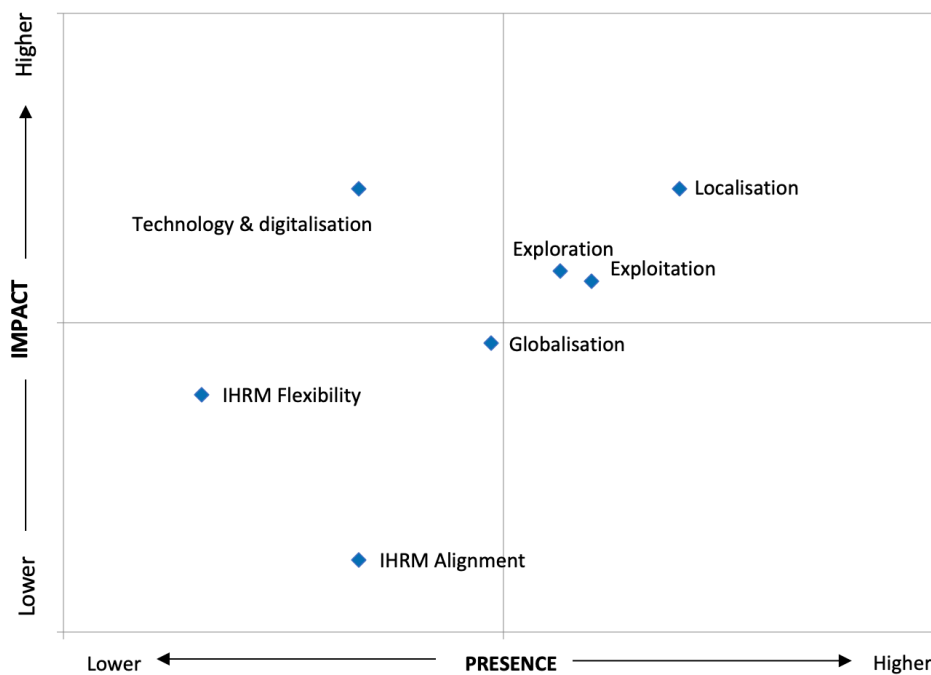 Higher
Localisation
Technology & digitalisation
Exploration
Exploitation
IMPACT
Globalisation
IHRM Flexibility
IHRM Alignment
Lower
Lower
PRESENCE
Higher